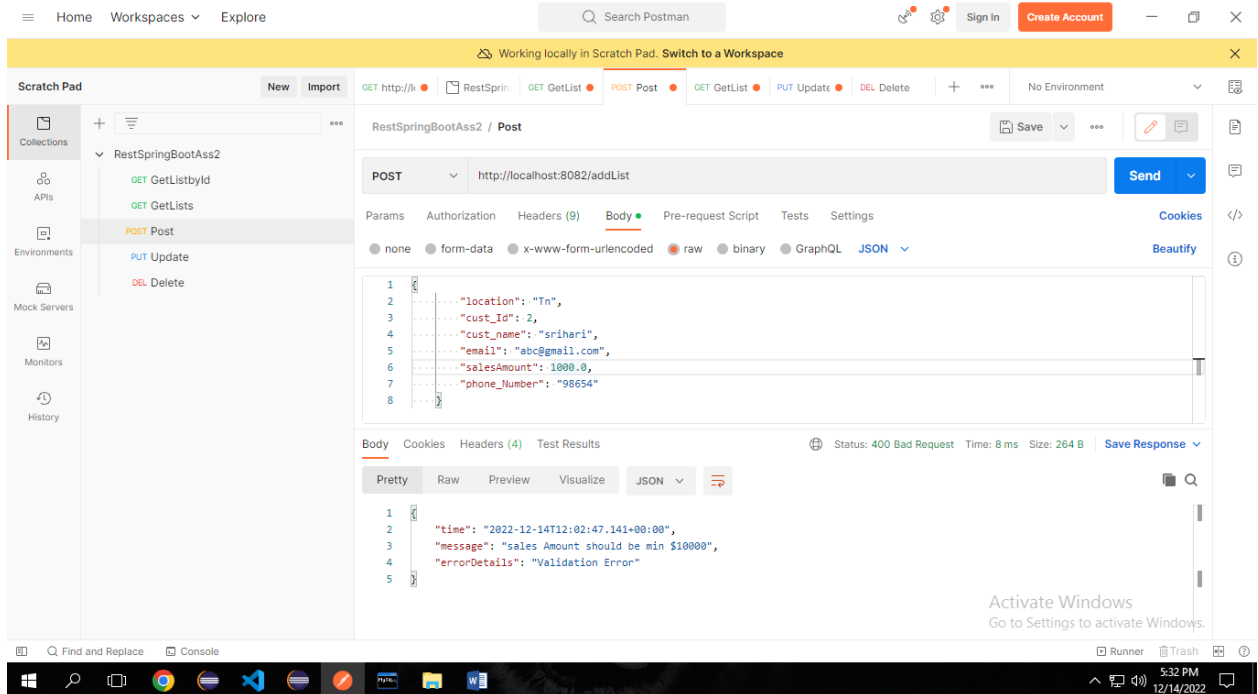 Home Workspaces Explore Search Postman Sign In Create Account
Working locally in Scratch Pad. Switch to a Workspace
Scratch Pad New Import GET http://l RestSprin GET GetList POST Post GET GetList PUT Update DEL Delete No Environment
Collections
APIs
Environments
Mock Servers
Monitors
History
RestSpringBootAss2
GET GetListbyId
GET GetLists
POST Post
PUT Update
DEL Delete
RestSpringBootAss2 / Post Save
POST http://localhost:8082/addList Send
Params Authorization Headers (9) Body Pre-request Script Tests Settings Cookies
none form-data x-www-form-urlencoded raw binary GraphQL JSON Beautify
1 {
2 "location": "Tn",
3 "cust_Id": 2,
4 "cust_name": "srihari",
5 "email": "abc@gmail.com",
6 "salesAmount": 1000.0,
7 "phone_Number": "98654"
8 }
Body Cookies Headers (4) Test Results Status: 400 Bad Request Time: 8 ms Size: 264 B Save Response
Pretty Raw Preview Visualize JSON
1 {
2 "time": "2022-12-14T12:02:47.141+00:00",
3 "message": "sales Amount should be min $10000",
4 "errorDetails": "Validation Error"
5 }
Activate Windows
Go to Settings to activate Windows.
Find and Replace Console Runner Trash
5:32 PM
12/14/2022